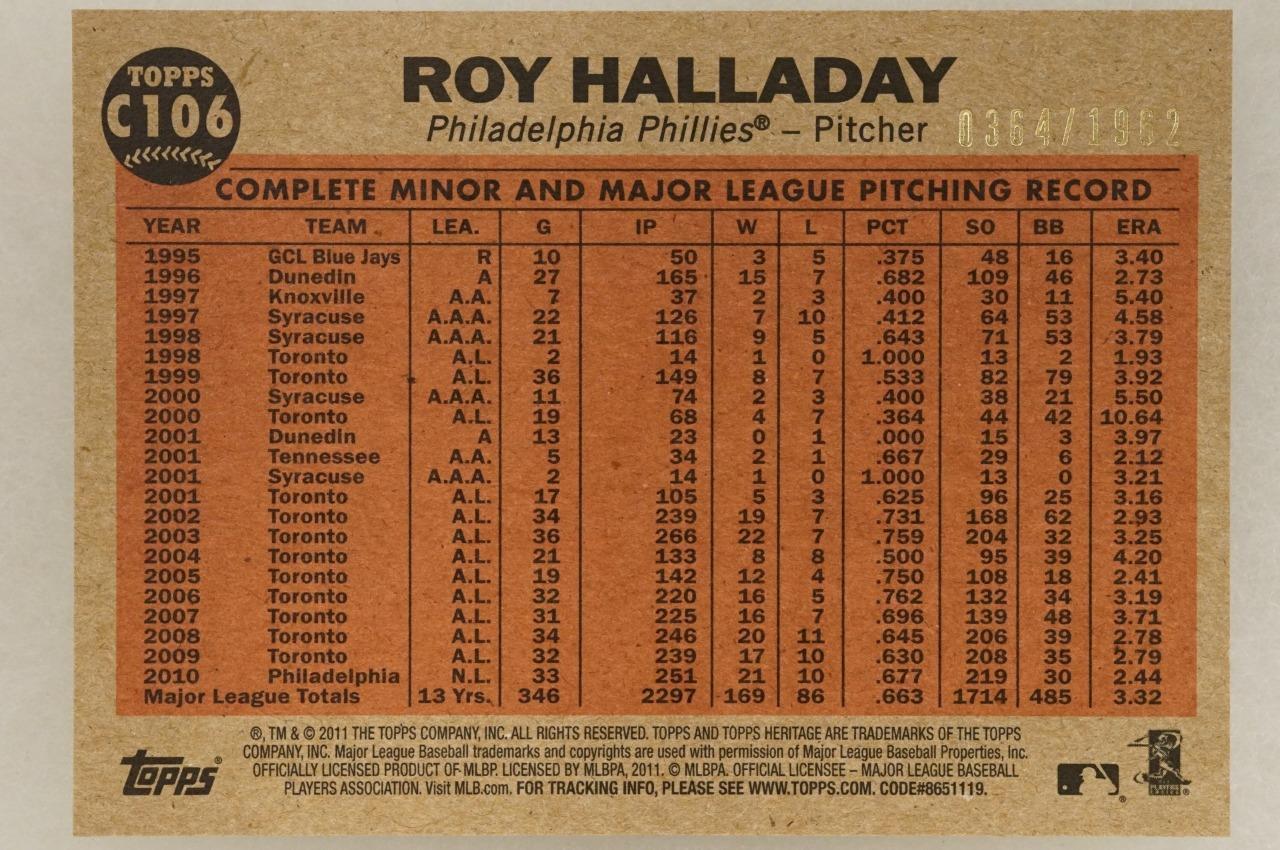 TOPPS
C106
ROY HALLADAY
Philadelphia Phillies® – Pitcher
0364/1962
COMPLETE MINOR AND MAJOR LEAGUE PITCHING RECORD
YEAR TEAM LEA. G IP W L PCT SO BB ERA
1995 GCL Blue Jays R 10 50 3 5 .375 48 16 3.40
1996 Dunedin A 27 165 15 7 .682 109 46 2.73
1997 Knoxville A.A. 7 37 2 3 .400 30 11 5.40
1997 Syracuse A.A.A. 22 126 7 10 .412 64 53 4.58
1998 Syracuse A.A.A. 21 116 9 5 .643 71 53 3.79
1998 Toronto A.L. 2 14 1 0 1.000 13 2 1.93
1999 Toronto A.L. 36 149 8 7 .533 82 79 3.92
2000 Syracuse A.A.A. 11 74 2 3 .400 38 21 5.50
2000 Toronto A.L. 19 68 4 7 .364 44 42 10.64
2001 Dunedin A 13 23 0 1 .000 15 3 3.97
2001 Tennessee A.A. 5 34 2 1 .667 29 6 2.12
2001 Syracuse A.A.A. 2 14 1 0 1.000 13 0 3.21
2001 Toronto A.L. 17 105 5 3 .625 96 25 3.16
2002 Toronto A.L. 34 239 19 7 .731 168 62 2.93
2003 Toronto A.L. 36 266 22 7 .759 204 32 3.25
2004 Toronto A.L. 21 133 8 8 .500 95 39 4.20
2005 Toronto A.L. 19 142 12 4 .750 108 18 2.41
2006 Toronto A.L. 32 220 16 5 .762 132 34 3.19
2007 Toronto A.L. 31 225 16 7 .696 139 48 3.71
2008 Toronto A.L. 34 246 20 11 .645 206 39 2.78
2009 Toronto A.L. 32 239 17 10 .630 208 35 2.79
2010 Philadelphia N.L. 33 251 21 10 .677 219 30 2.44
Major League Totals 13 Yrs. 346 2297 169 86 .663 1714 485 3.32
®, TM & © 2011 THE TOPPS COMPANY, INC. ALL RIGHTS RESERVED. TOPPS AND TOPPS HERITAGE ARE TRADEMARKS OF THE TOPPS
COMPANY, INC. Major League Baseball trademarks and copyrights are used with permission of Major League Baseball Properties, Inc.
OFFICIALLY LICENSED PRODUCT OF MLBP. LICENSED BY MLBPA, 2011. © MLBPA. OFFICIAL LICENSEE – MAJOR LEAGUE BASEBALL
PLAYERS ASSOCIATION. Visit MLB.com. FOR TRACKING INFO, PLEASE SEE WWW.TOPPS.COM. CODE#8651119.
topps®